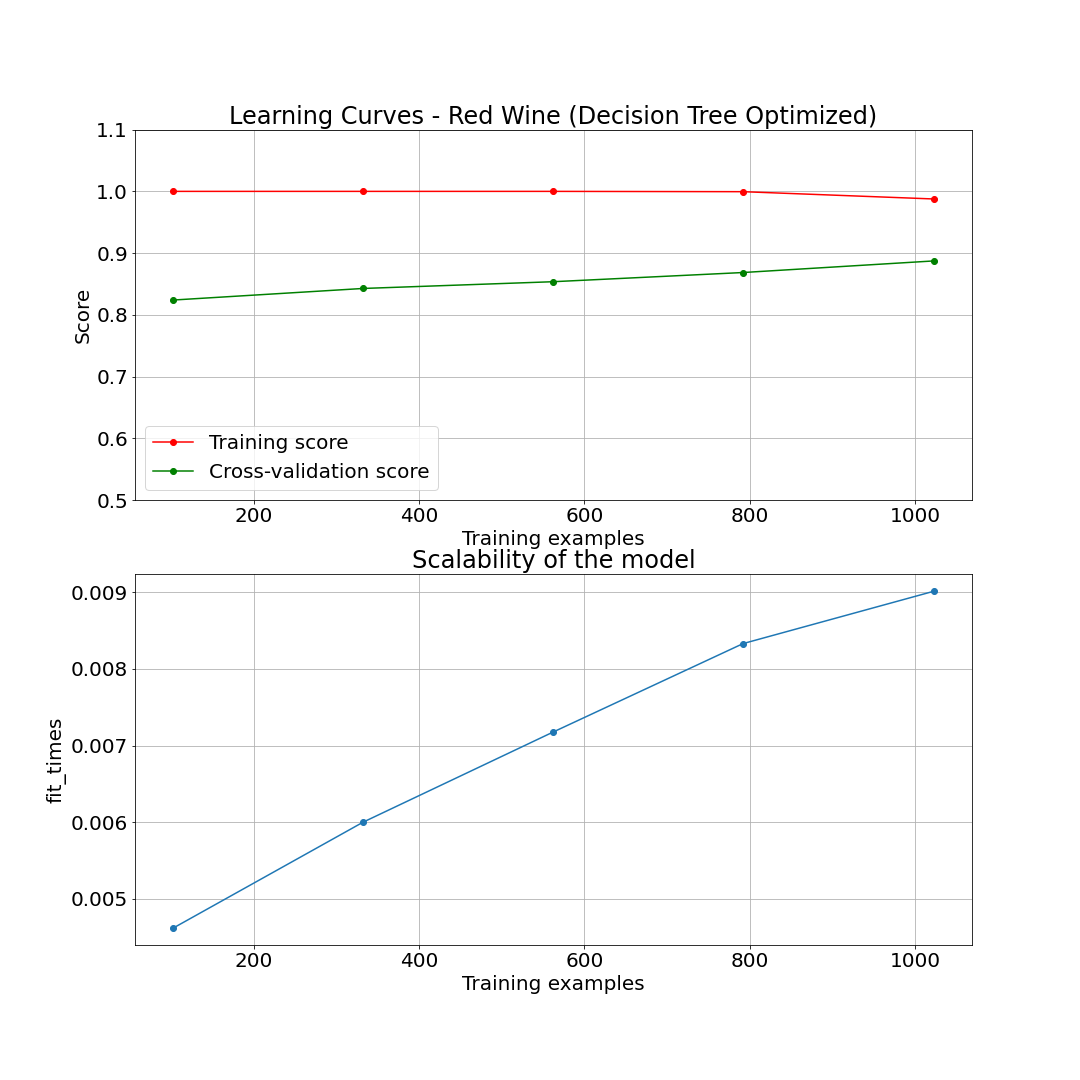 Learning Curves - Red Wine (Decision Tree Optimized)
1.1
1.0
0.9
0.8
0.7
0.6
0.5
Score
Training score
Cross-validation score
200 400 600 800 1000
Training examples
Scalability of the model
0.009
0.008
0.007
0.006
0.005
fit_times
200 400 600 800 1000
Training examples